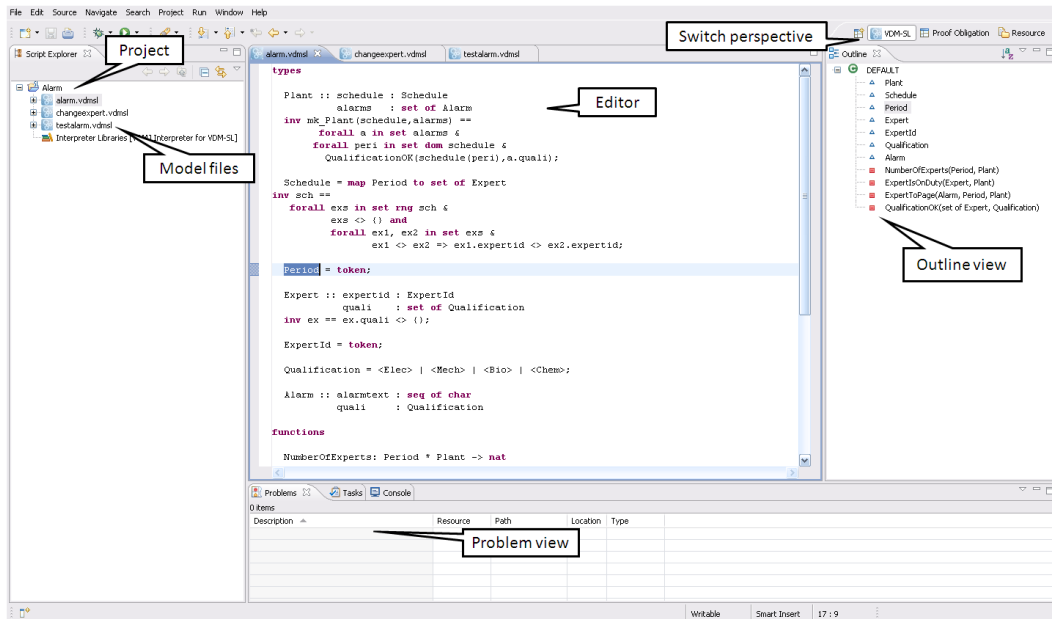 File Edit Source Navigate Search Project Run Window Help
Switch perspective
VDM-SL Proof Obligation Resource
Script Explorer
Project
Alarm
alarm.vdmsl
changeexpert.vdmsl
testalarm.vdmsl
Interpreter Libraries Interpreter for VDM-SL]
Model files
alarm.vdmsl changeexpert.vdmsl testalarm.vdmsl
types
Plant :: schedule : Schedule
alarms : set of Alarm
inv mk_Plant(schedule,alarms) ==
forall a in set alarms &
forall peri in set dom schedule &
QualificationOK(schedule(peri),a.quali);
Schedule = map Period to set of Expert
inv sch ==
forall exs in set rng sch &
exs <> {} and
forall ex1, ex2 in set exs &
ex1 <> ex2 => ex1.expertid <> ex2.expertid;
Period = token;
Expert :: expertid : ExpertId
quali : set of Qualification
inv ex == ex.quali <> {};
ExpertId = token;
Qualification = <Elec> | <Mech> | <Bio> | <Chem>;
Alarm :: alarmtext : seq of char
quali : Qualification
functions
NumberOfExperts: Period * Plant -> nat
Editor
Outline
DEFAULT
Plant
Schedule
Period
Expert
ExpertId
Qualification
Alarm
NumberOfExperts(Period, Plant)
ExpertIsOnDuty(Expert, Plant)
ExpertToPage(Alarm, Period, Plant)
QualificationOK(set of Expert, Qualification)
Outline view
Problems Tasks Console
0 items
Description Resource Path Location Type
Problem view
Writable Smart Insert 17 : 9